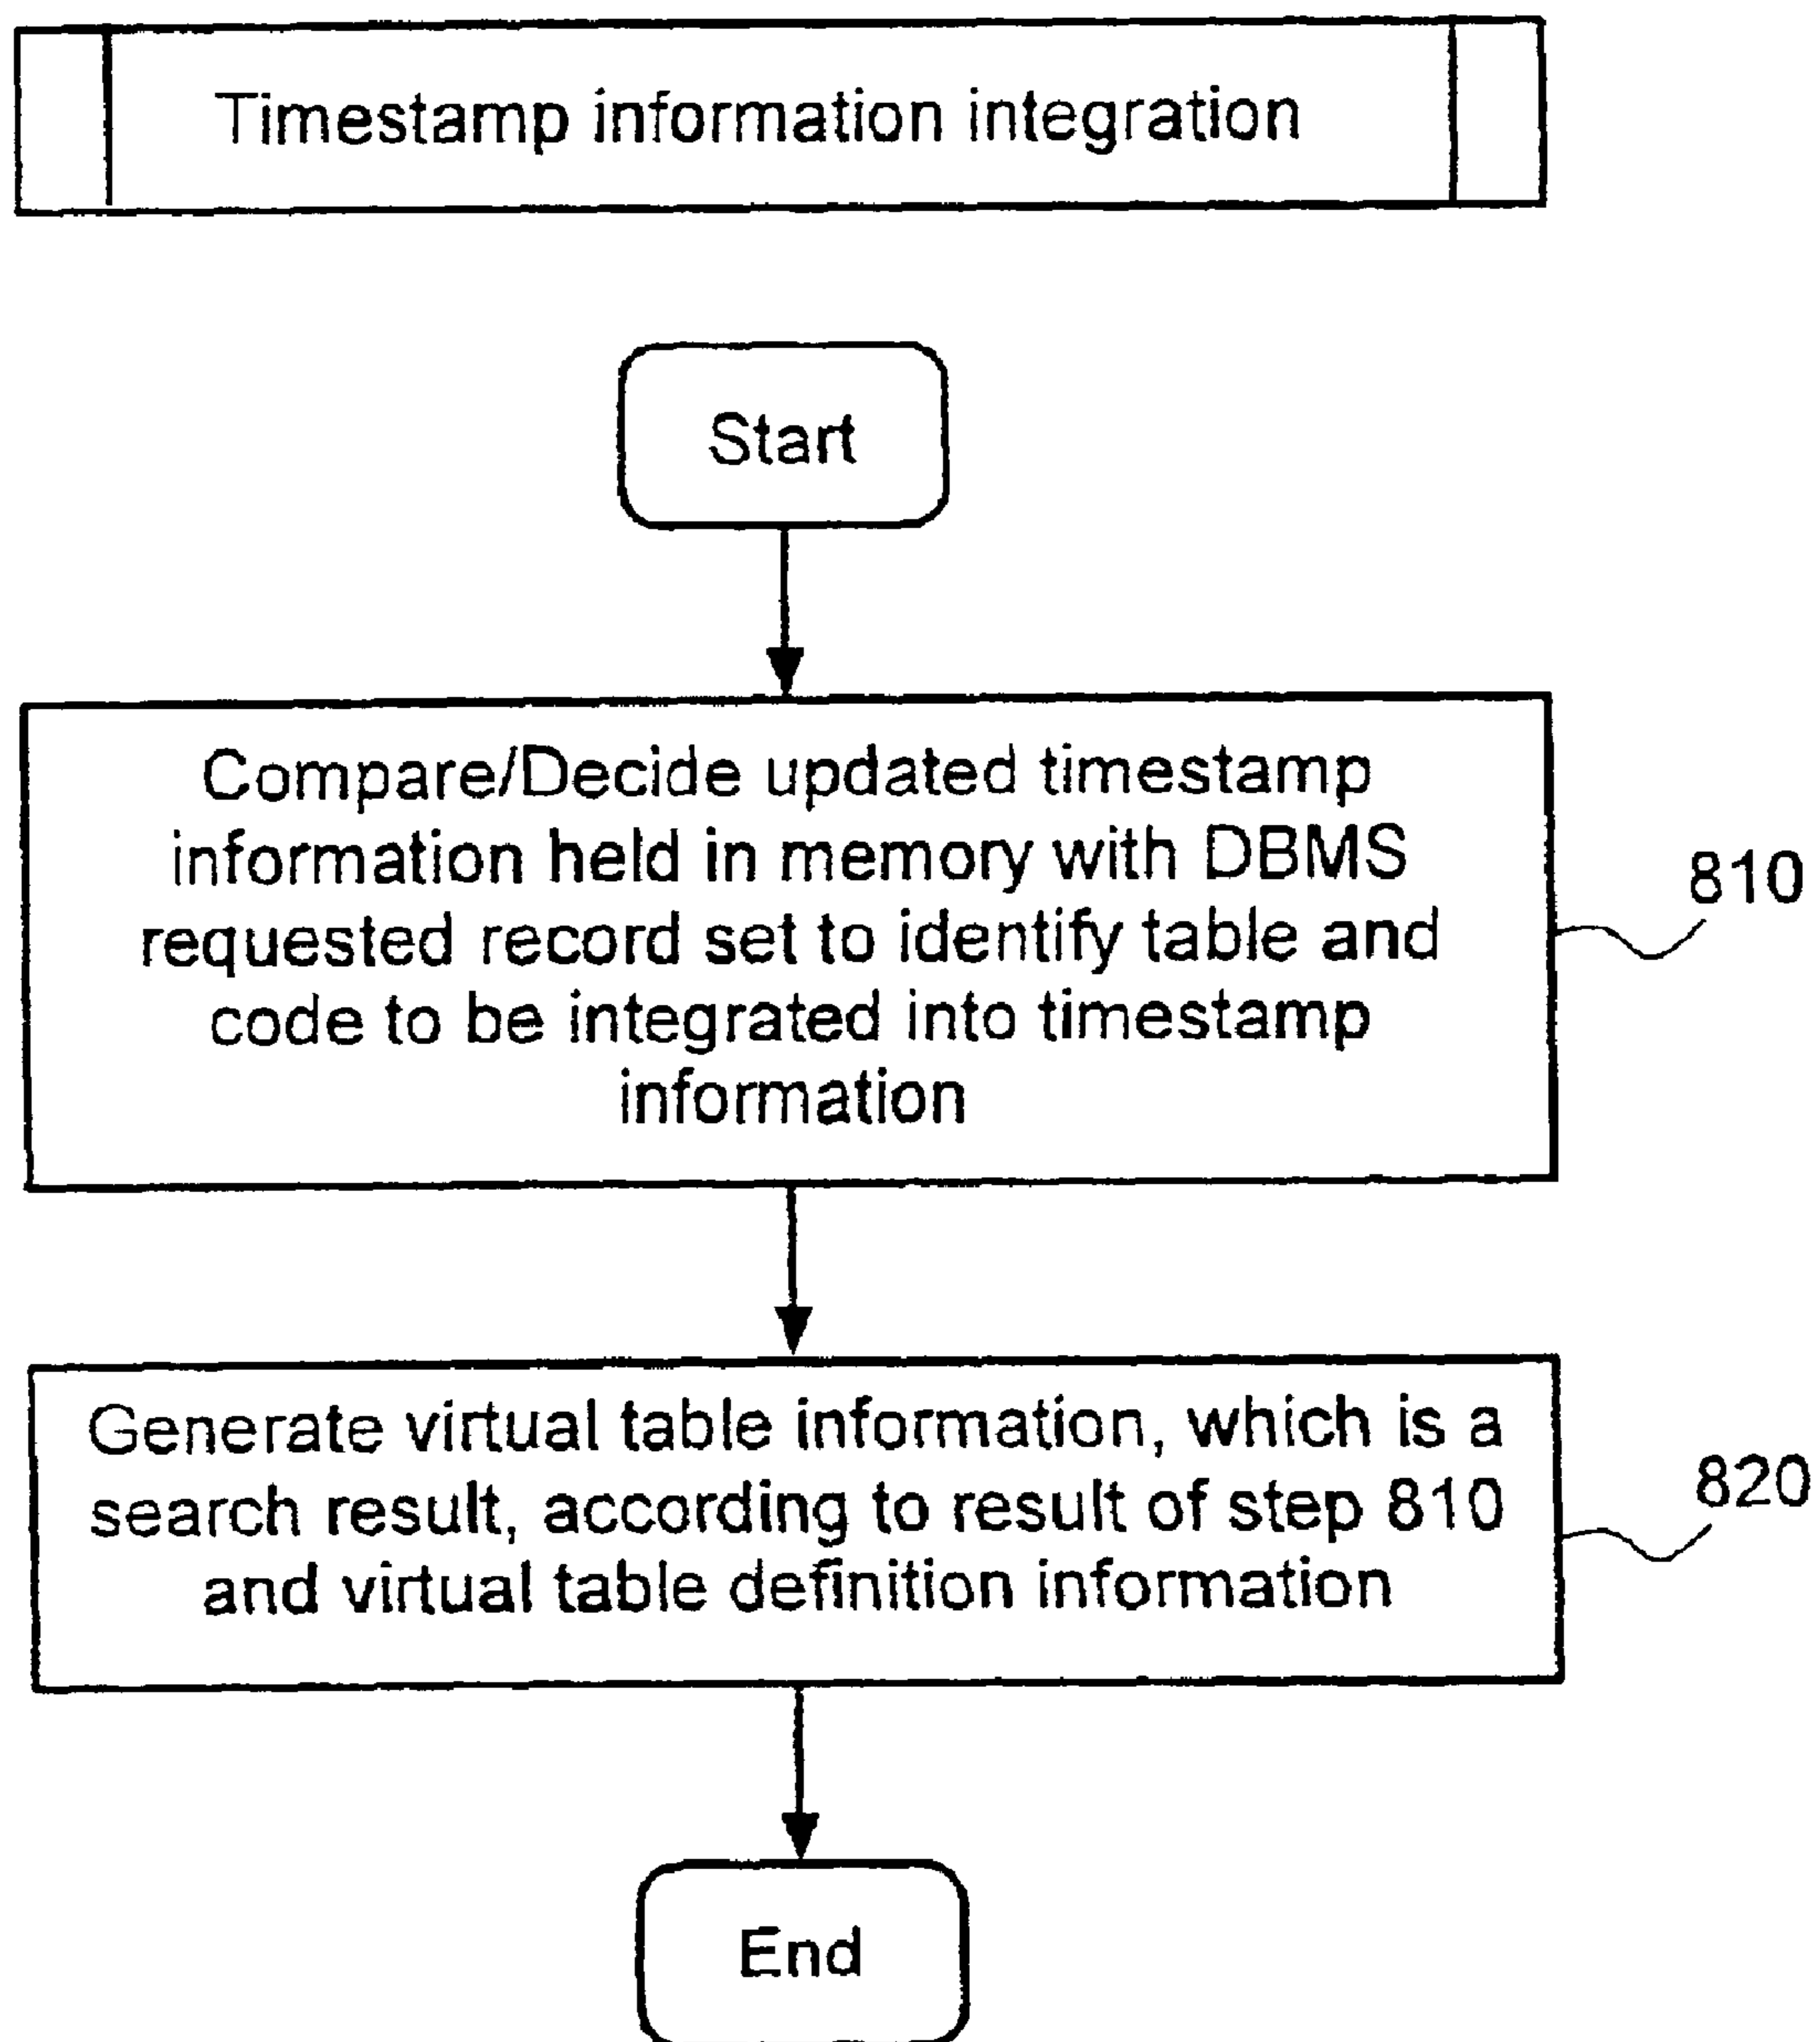 Timestamp information integration
Start
Compare/Decide updated timestamp
information held in memory with DBMS
requested record set to identify table and
code to be integrated into timestamp
information
810
Generate virtual table information, which is a
search result, according to result of step 810
and virtual table definition information
820
End